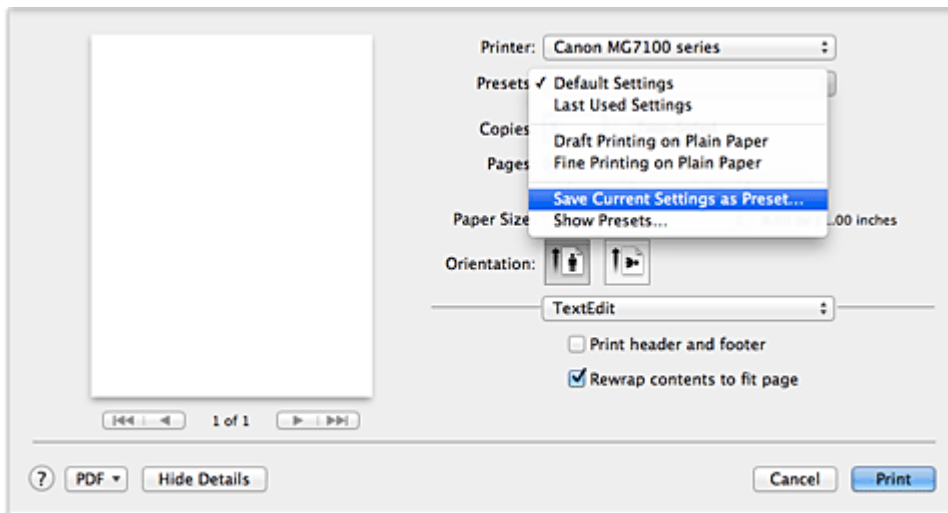 Printer: Canon MG7100 series
Presets ✓ Default Settings
Last Used Settings
Copies
Draft Printing on Plain Paper
Pages Fine Printing on Plain Paper
Save Current Settings as Preset...
Paper Size Show Presets... .00 inches
Orientation:
TextEdit
Print header and footer
Rewrap contents to fit page
1 of 1
? PDF Hide Details Cancel Print